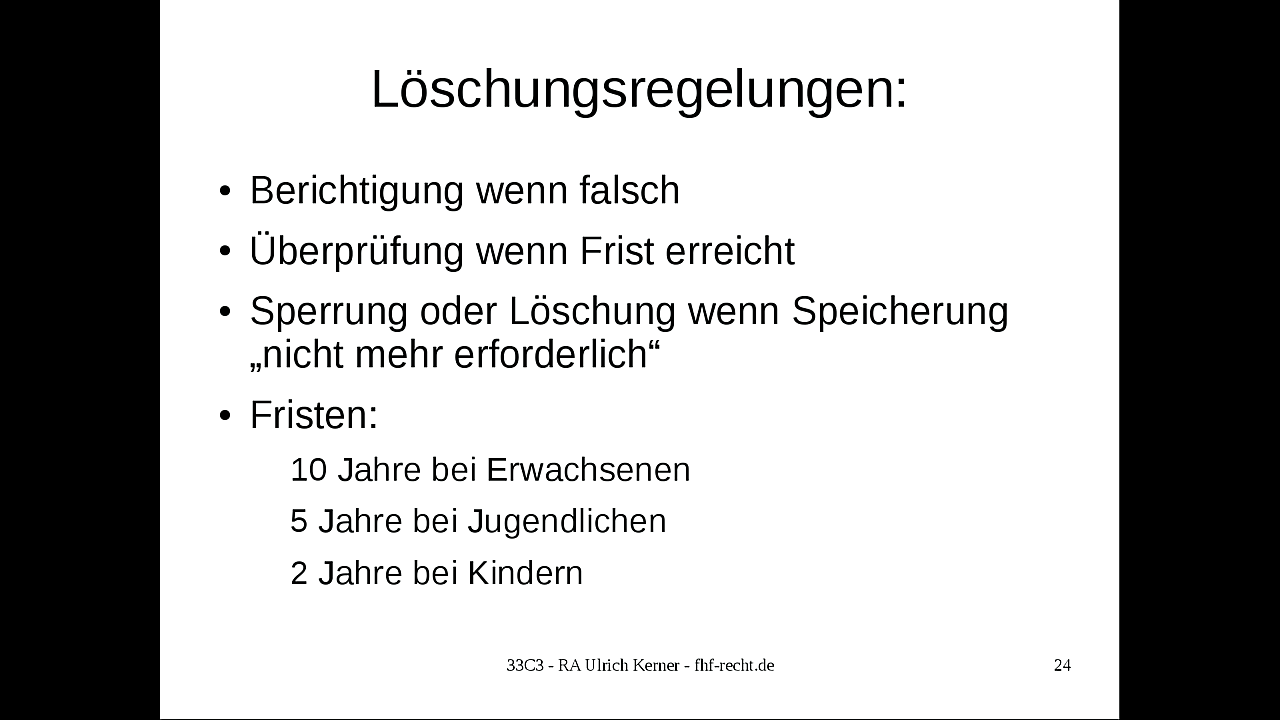 Löschungsregelungen:
• Berichtigung wenn falsch
• Überprüfung wenn Frist erreicht
• Sperrung oder Löschung wenn Speicherung
„nicht mehr erforderlich“
• Fristen:
10 Jahre bei Erwachsenen
5 Jahre bei Jugendlichen
2 Jahre bei Kindern
33C3 - RA Ulrich Kerner - fhf-recht.de
24